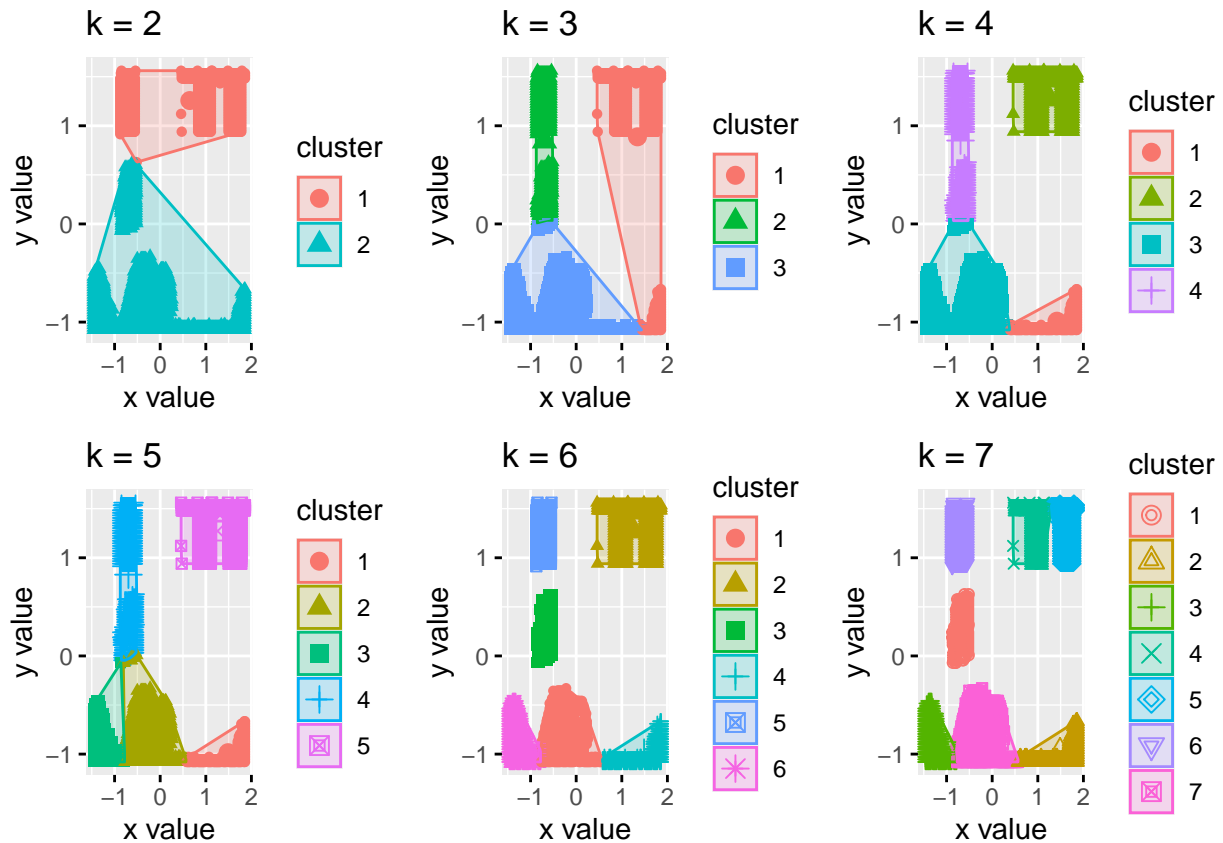 k = 2
y value
1
0
−1
−1 0 1 2
x value
cluster
1
2
k = 3
y value
1
0
−1
−1 0 1 2
x value
cluster
1
2
3
k = 4
y value
1
0
−1
−1 0 1 2
x value
cluster
1
2
3
4
k = 5
y value
1
0
−1
−1 0 1 2
x value
cluster
1
2
3
4
5
k = 6
y value
1
0
−1
−1 0 1 2
x value
cluster
1
2
3
4
5
6
k = 7
y value
1
0
−1
−1 0 1 2
x value
cluster
1
2
3
4
5
6
7